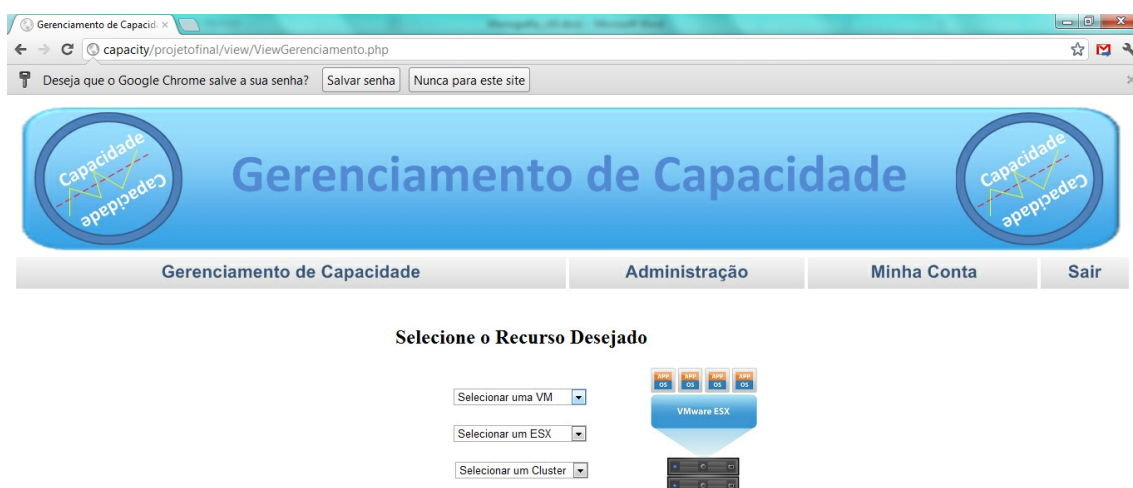 Gerenciamento de Capacid
capacity/projetofinal/view/ViewGerenciamento.php
Deseja que o Google Chrome salve a sua senha? Salvar senha Nunca para este site
Capacidade
Capacidade
Gerenciamento de Capacidade
Capacidade
Capacidade
Gerenciamento de Capacidade Administração Minha Conta Sair
Selecione o Recurso Desejado
APP APP APP APP
OS OS OS OS
Selecionar uma VM
VMware ESX
Selecionar um ESX
Selecionar um Cluster